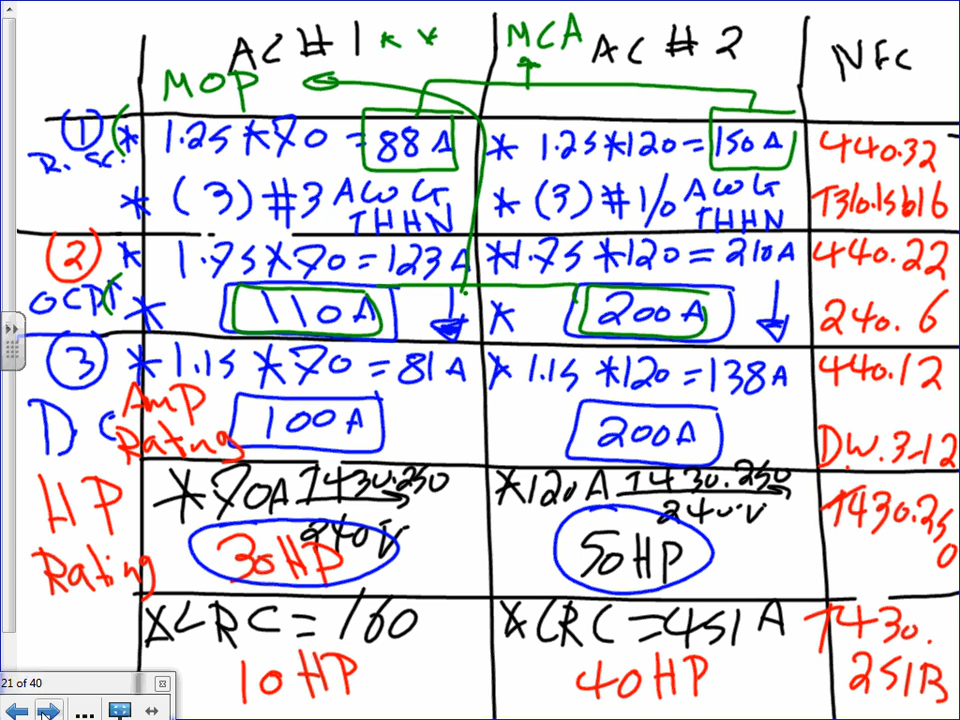 AC #1 * * MCA AC #2 NEC
MOP
① * 1.25 * 70 = 88 A * 1.25 * 120 = 150 A 440.32
B. SC. * (3) #3 AWG THHN * (3) #1/0 AWG THHN T310.15b16
② * 1.75 * 70 = 123 A * 1.75 * 120 = 210 A 440.22
OCPD * 110 A * 200 A 240.6
③ * 1.15 * 70 = 81 A * 1.15 * 120 = 138 A 440.12
D C Amp Rating 100 A 200 A D.W. 3-12
HP Rating * 70 A T430.250 240V * 120 A T430.250 240V T430.250
30 HP 50 HP
* LRC = 160 * LRC = 451 A T430.251B
10 HP 40 HP
21 of 40
...